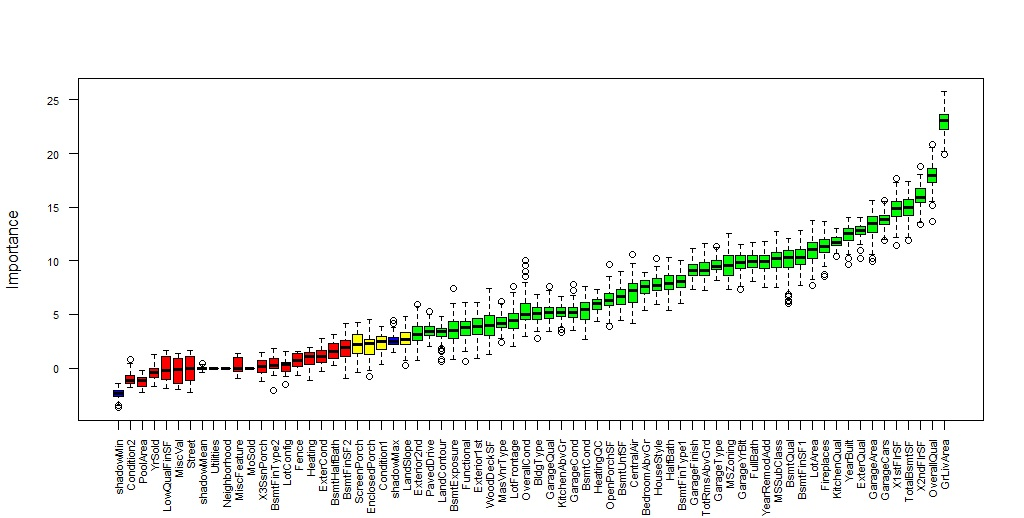 Importance
25
20
15
10
5
0
shadowMin
Condition2
PoolArea
YrSold
LowQualFinSF
MiscVal
Street
shadowMean
Utilities
Neighborhood
MiscFeature
MoSold
X3SsnPorch
BsmtFinType2
LotConfig
Fence
Heating
ExterCond
BsmtHalfBath
BsmtFinSF2
ScreenPorch
EnclosedPorch
Condition1
shadowMax
LandSlope
Exterior2nd
PavedDrive
LandContour
BsmtExposure
Functional
Exterior1st
WoodDeckSF
MasVnrType
LotFrontage
OverallCond
BldgType
GarageQual
KitchenAbvGr
GarageCond
BsmtCond
HeatingQC
OpenPorchSF
BsmtUnfSF
CentralAir
BedroomAbvGr
HouseStyle
HalfBath
BsmtFinType1
GarageFinish
TotRmsAbvGrd
GarageType
MSZoning
GarageYrBlt
FullBath
YearRemodAdd
MSSubClass
BsmtQual
BsmtFinSF1
LotArea
Fireplaces
KitchenQual
YearBuilt
ExterQual
GarageArea
GarageCars
X1stFlrSF
TotalBsmtSF
X2ndFlrSF
OverallQual
GrLivArea